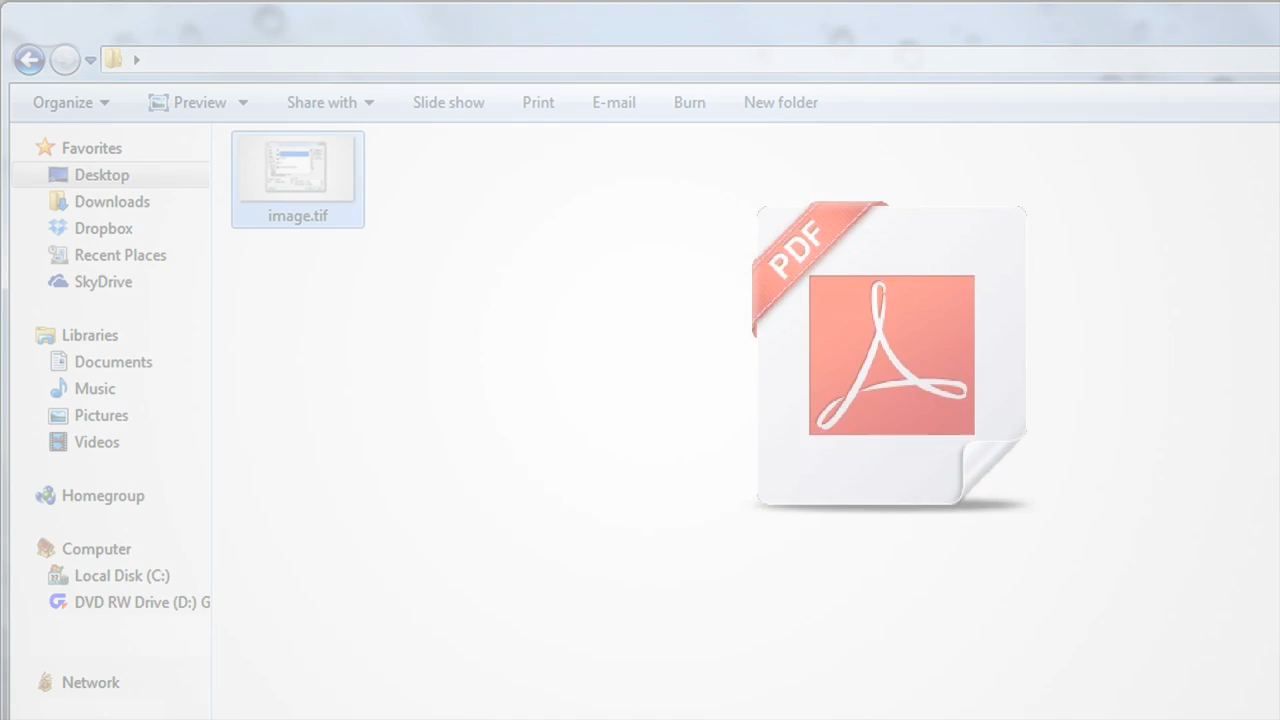 Organize
Preview
Share with
Slide show
Print
E-mail
Burn
New folder
Favorites
Desktop
Downloads
Dropbox
Recent Places
SkyDrive
Libraries
Documents
Music
Pictures
Videos
Homegroup
Computer
Local Disk (C:)
DVD RW Drive (D:) G
Network
image.tif
PDF